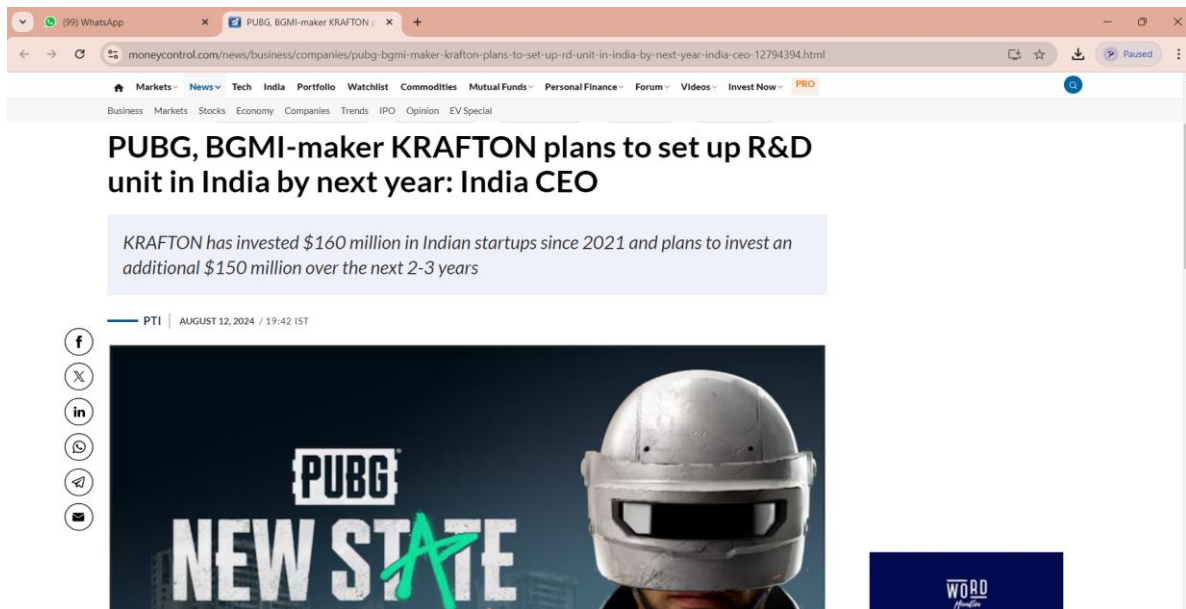 (99) WhatsApp
PUBG, BGMI-maker KRAFTON p
moneycontrol.com/news/business/companies/pubg-bgmi-maker-krafton-plans-to-set-up-rd-unit-in-india-by-next-year-india-ceo-12794394.html
Paused
Markets News Tech India Portfolio Watchlist Commodities Mutual Funds Personal Finance Forum Videos Invest Now PRO
Business Markets Stocks Economy Companies Trends IPO Opinion EV Special
PUBG, BGMI-maker KRAFTON plans to set up R&D
unit in India by next year: India CEO
KRAFTON has invested $160 million in Indian startups since 2021 and plans to invest an
additional $150 million over the next 2-3 years
PTI | AUGUST 12, 2024 / 19:42 IST
PUBG
NEW STATE
WORD